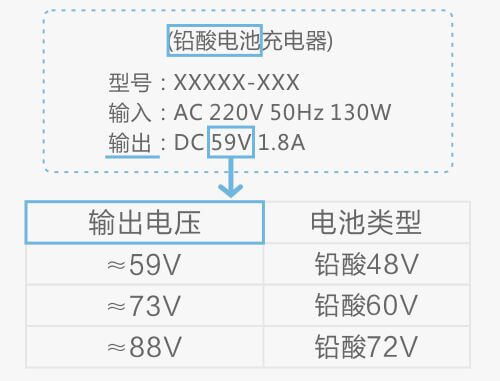 (铅酸电池充电器)
型号：XXXXX-XXX
输入：AC 220V 50Hz 130W
输出：DC 59V 1.8A
输出电压 电池类型
≈59V 铅酸48V
≈73V 铅酸60V
≈88V 铅酸72V